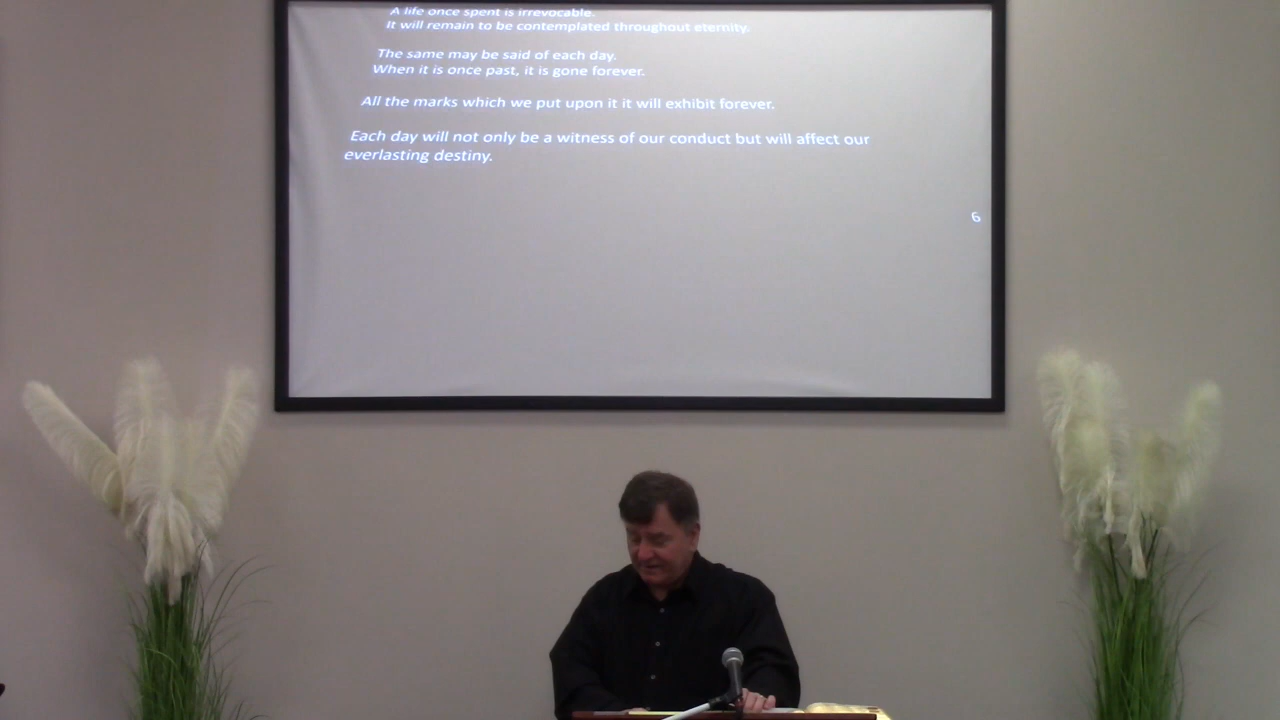 A life once spent is irrevocable.
It will remain to be contemplated throughout eternity.
The same may be said of each day.
When it is once past, it is gone forever.
All the marks which we put upon it it will exhibit forever.
Each day will not only be a witness of our conduct but will affect our
everlasting destiny.
6